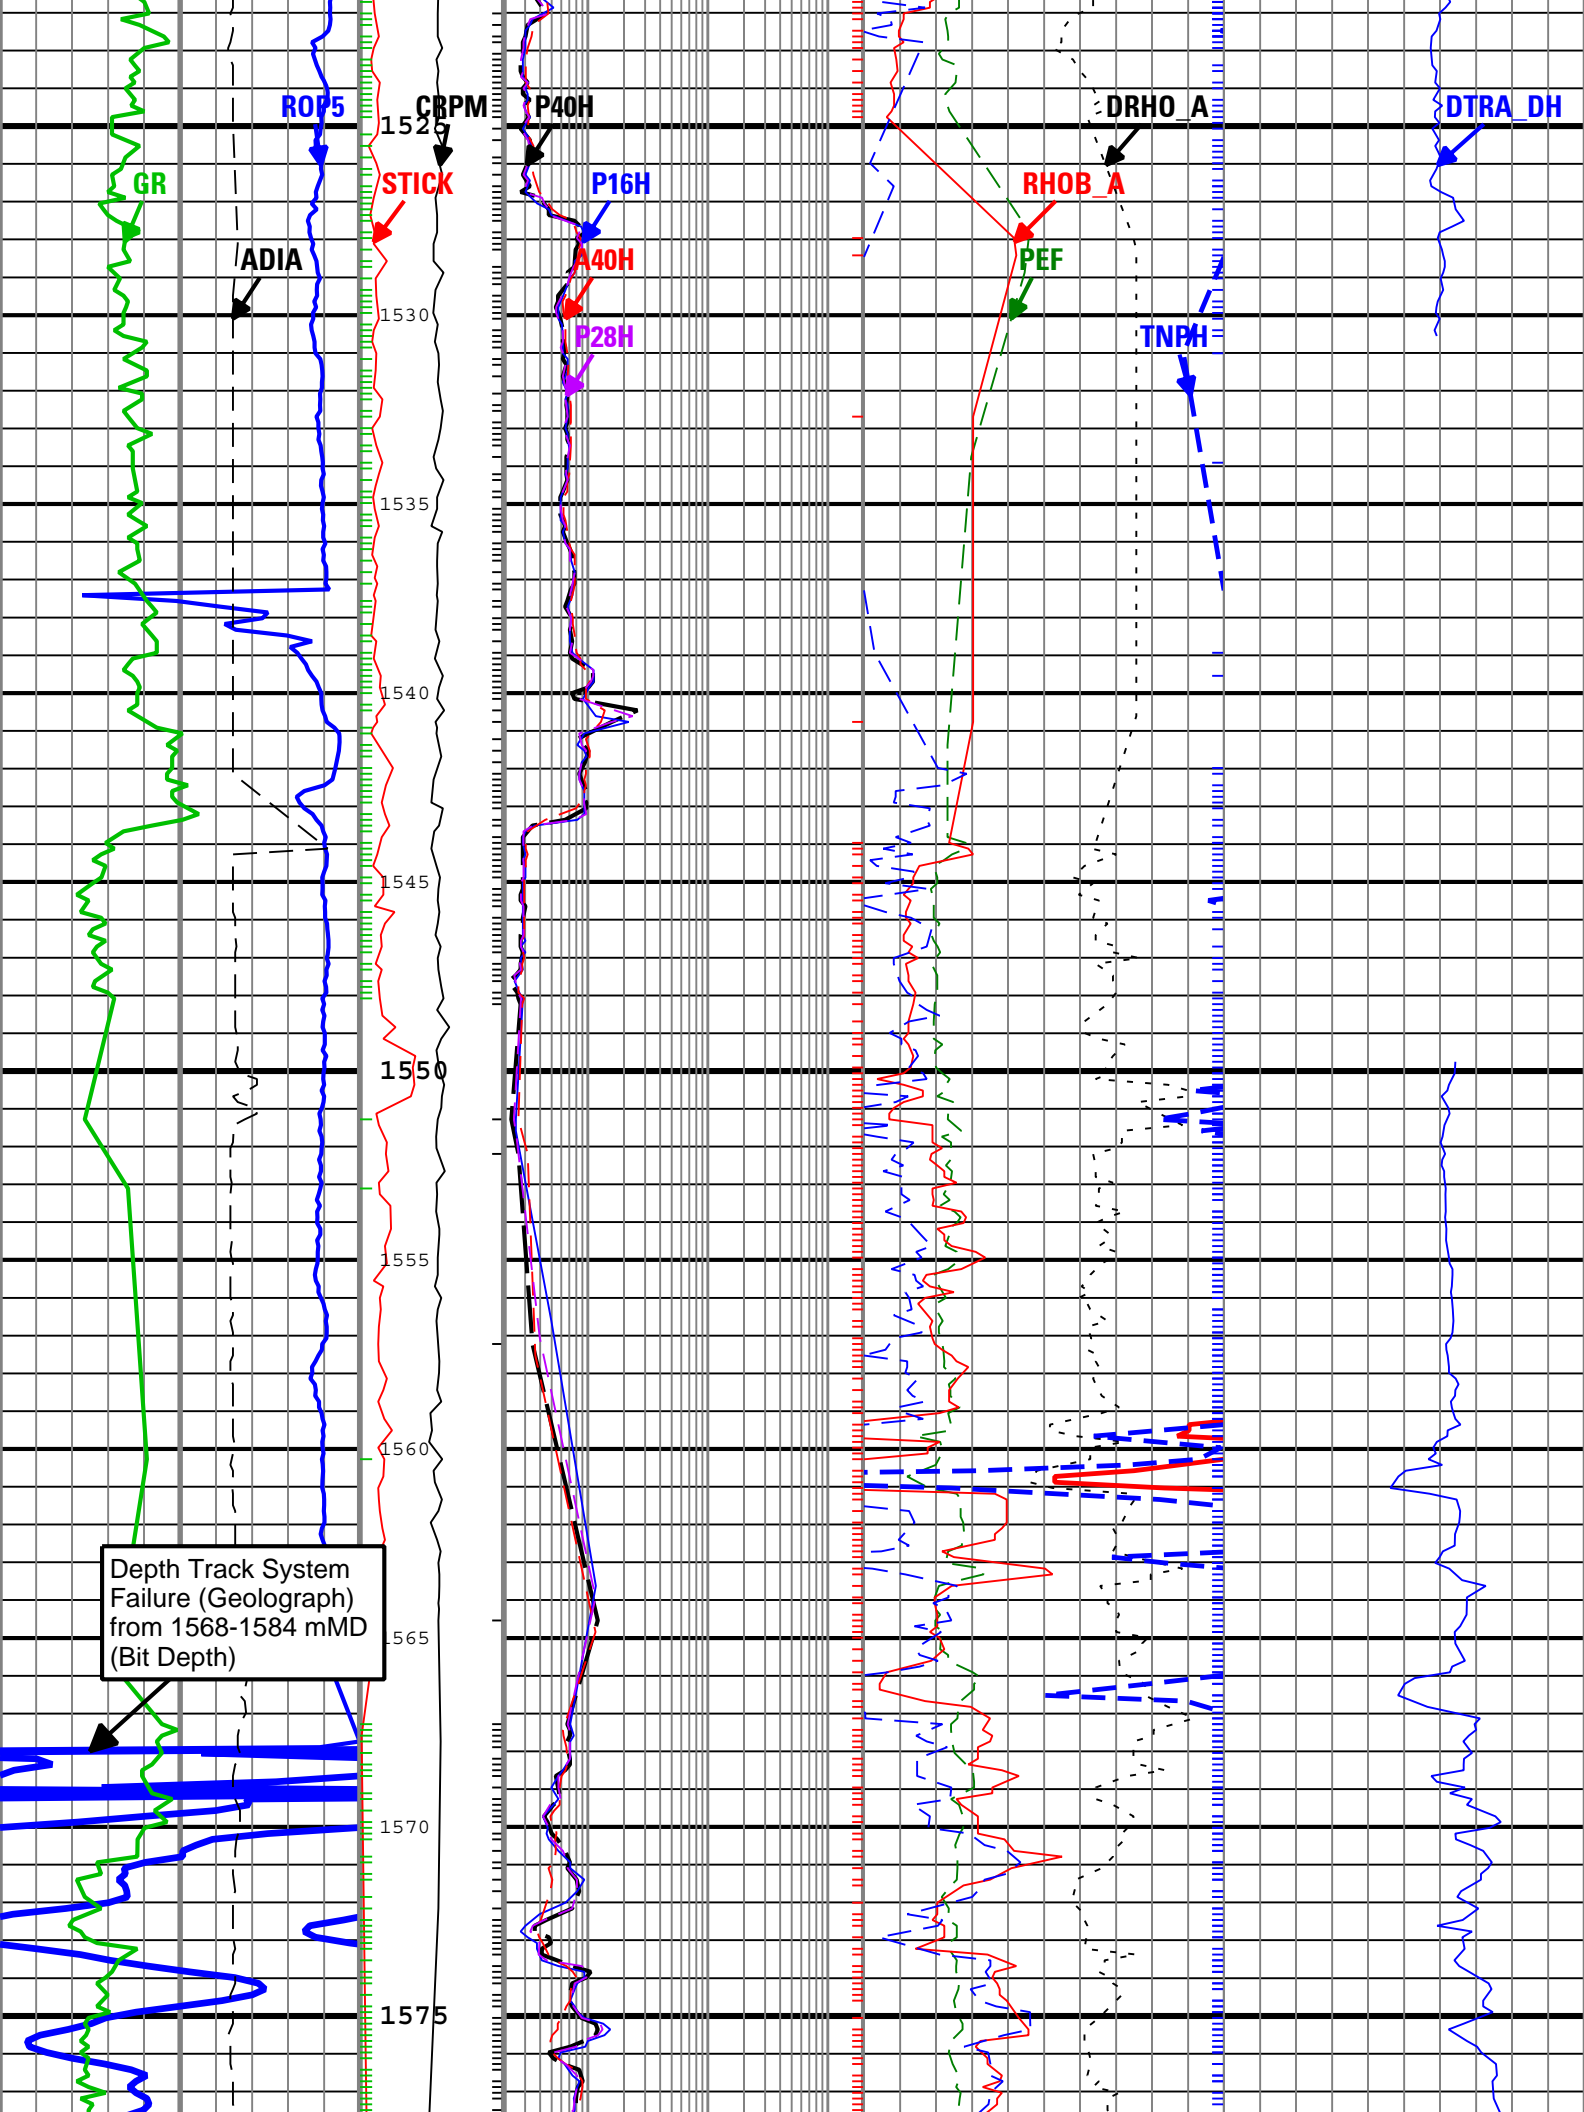 ROP5
CRPM
P40H
DRHO_A
DTRA_DH
1525
GR
STICK
P16H
RHOB_A
ADIA
A40H
PEF
1530
P28H
TNPH
1535
1540
1545
1550
1555
1560
Depth Track System
Failure (Geolograph)
from 1568-1584 mMD
(Bit Depth)
1565
1570
1575